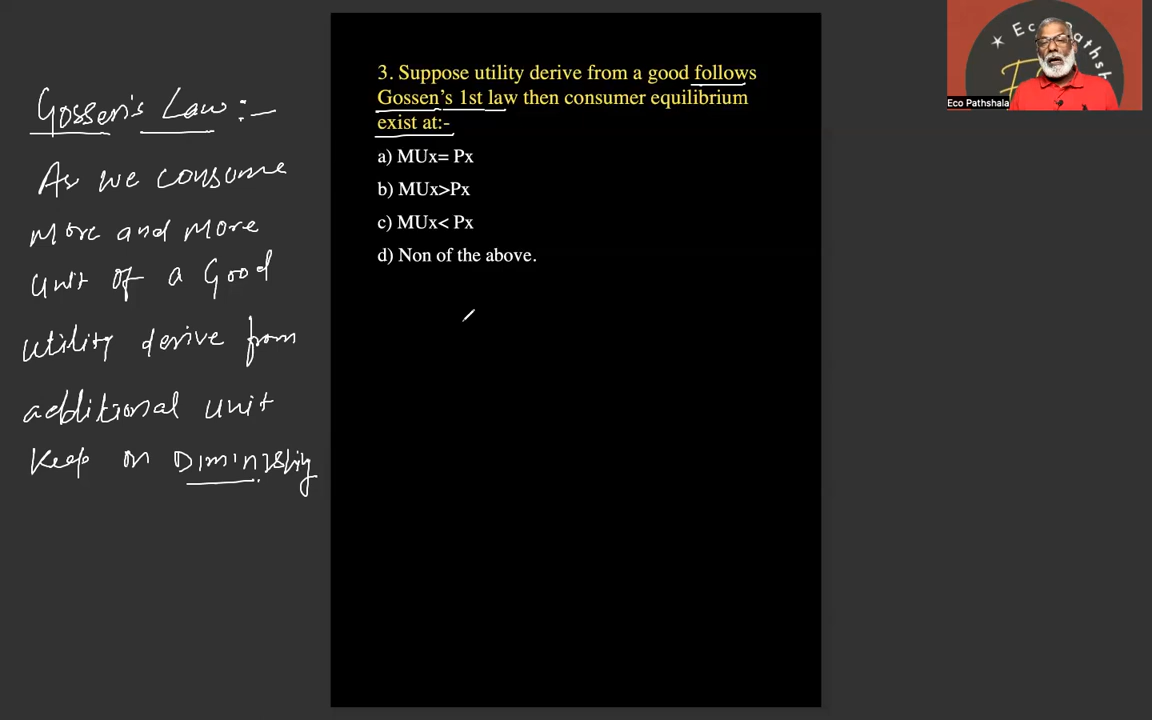 Gossen's Law:-
As we consume
More and More
unit of a Good
utility derive from
additional unit
Keep on Diminishing
3. Suppose utility derive from a good follows
Gossen's 1st law then consumer equilibrium
exist at:-
a) MUx= Px
b) MUx>Px
c) MUx< Px
d) Non of the above.
Eco Pathsh
Eco Pathshala